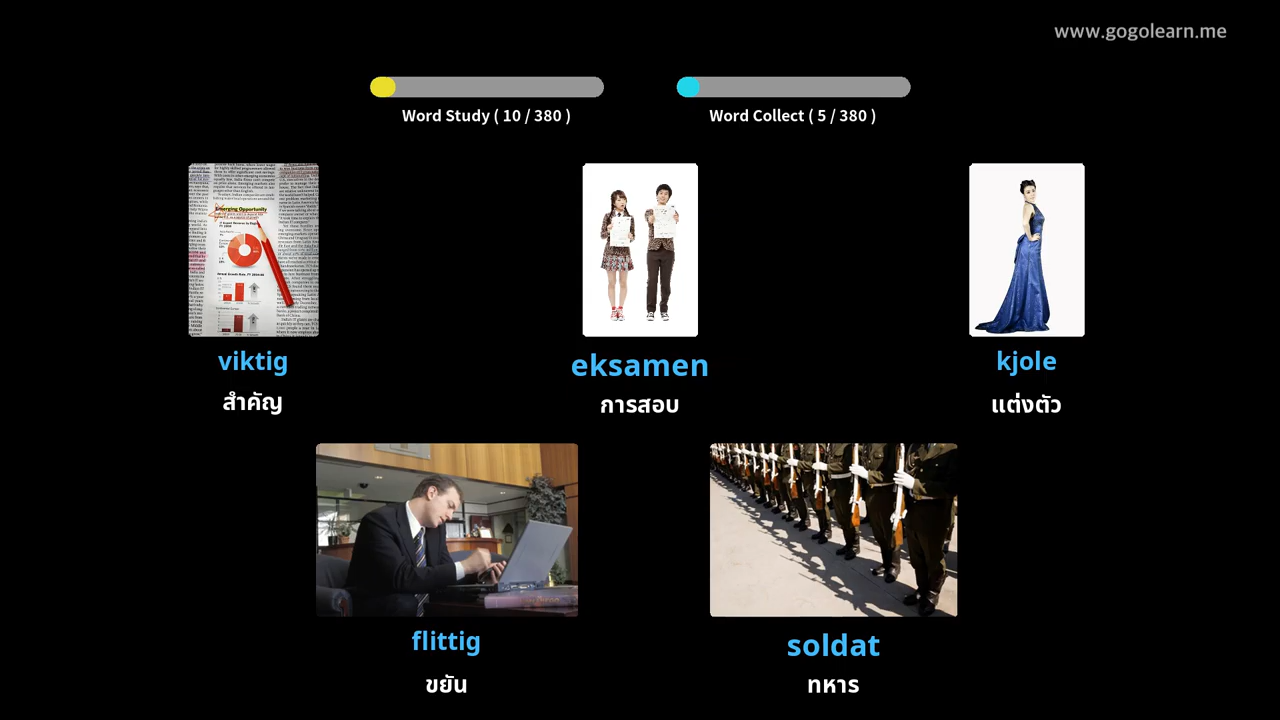 www.gogolearn.me
Word Study ( 10 / 380 )
Word Collect ( 5 / 380 )
Emerging Opportunity
viktig
สำคัญ
eksamen
การสอบ
kjole
แต่งตัว
flittig
ขยัน
soldat
ทหาร